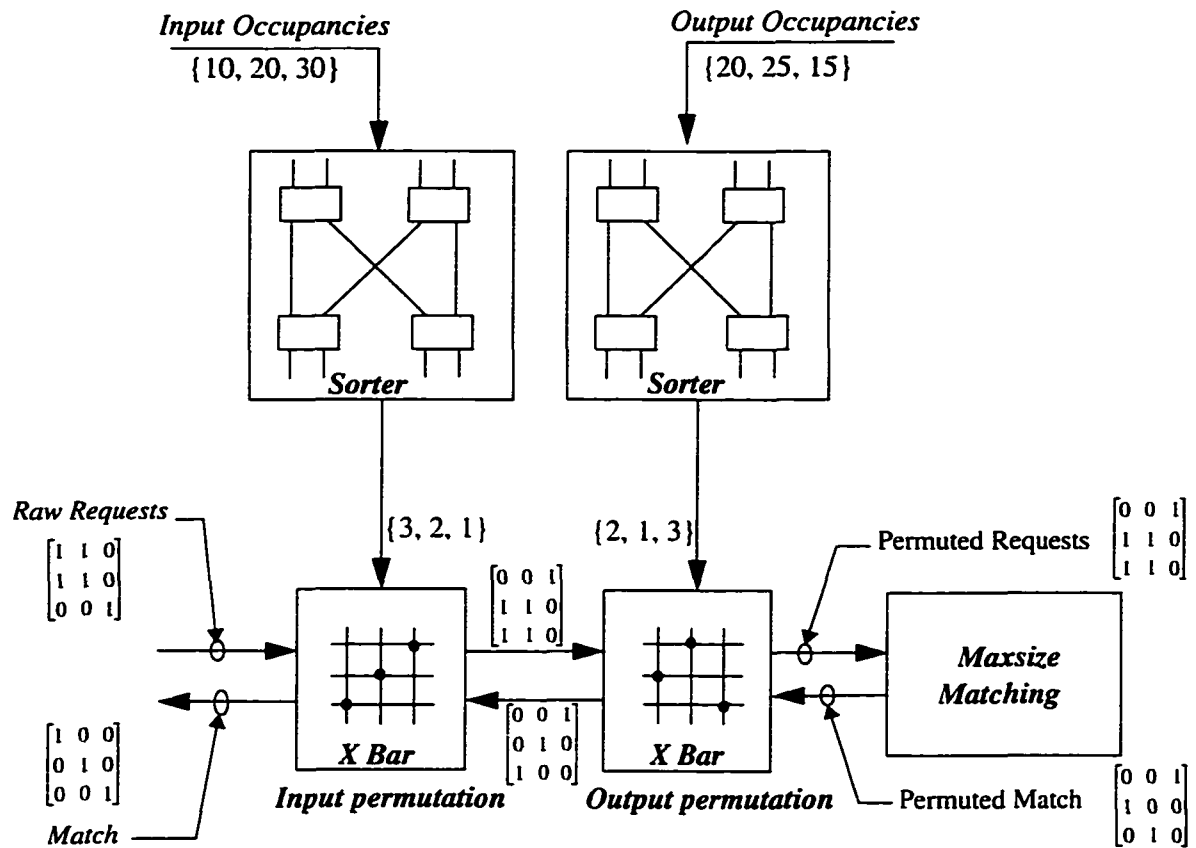 Input Occupancies
{10, 20, 30}
Output Occupancies
{20, 25, 15}
Sorter
Sorter
Raw Requests
[1 1 0]
[1 1 0]
[0 0 1]
{3, 2, 1}
[0 0 1]
[1 1 0]
[1 1 0]
{2, 1, 3}
Permuted Requests
[0 0 1]
[1 1 0]
[1 1 0]
Maxsize
Matching
X Bar
Input permutation
X Bar
Output permutation
[0 0 1]
[0 1 0]
[1 0 0]
[1 0 0]
[0 1 0]
[0 0 1]
Match
Permuted Match
[0 0 1]
[1 0 0]
[0 1 0]